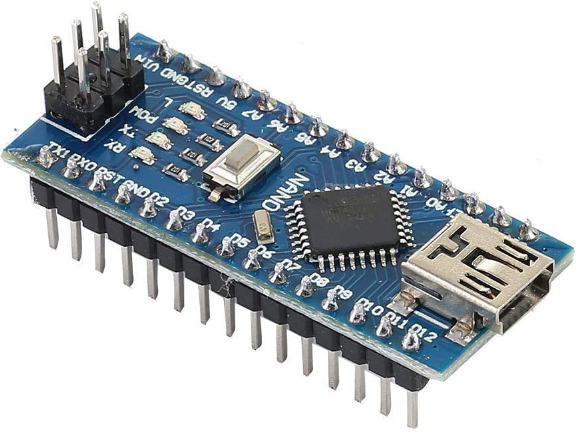 VIN
GND
RST
5V
A7
A6
A5
A4
A3
A2
A1
A0
L
POW
TX
RX
NANO
TX1
RX0
RST
GND
D2
D3
D4
D5
D6
D7
D8
D9
D10
D11
D12